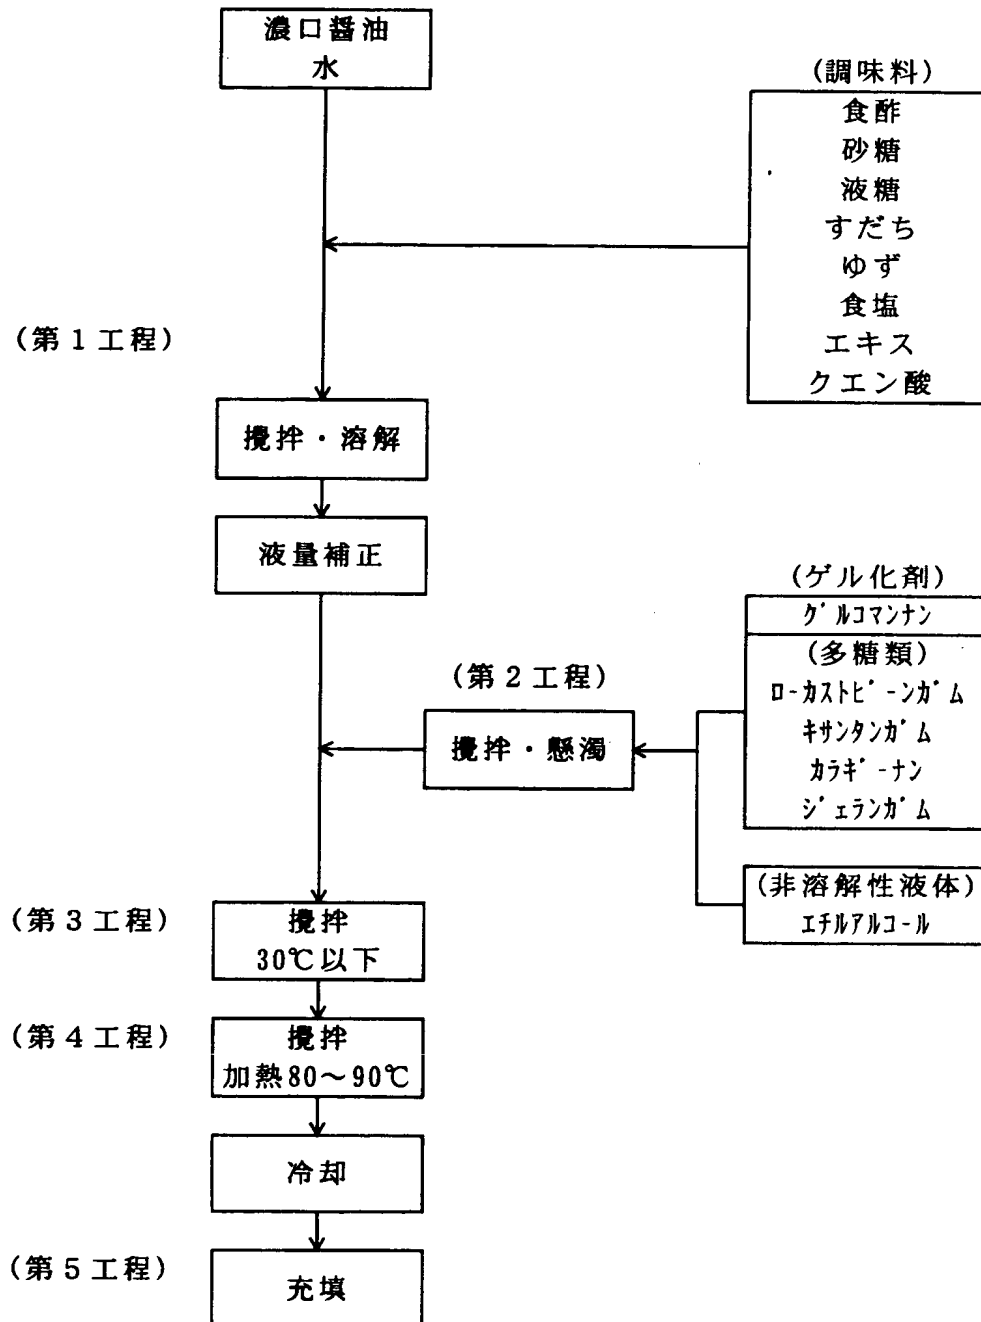 濃口醤油
水
(調味料)
食酢
砂糖
液糖
すだち
ゆず
食塩
エキス
クエン酸
(第1工程)
攪拌・溶解
液量補正
(ゲル化剤)
グルコマンナン
(多糖類)
ローカストビーンガム
キサンタンガム
カラギーナン
ジェランガム
(第2工程)
攪拌・懸濁
(非溶解性液体)
エチルアルコール
(第3工程)
攪拌
30℃以下
(第4工程)
攪拌
加熱80～90℃
冷却
(第5工程)
充填